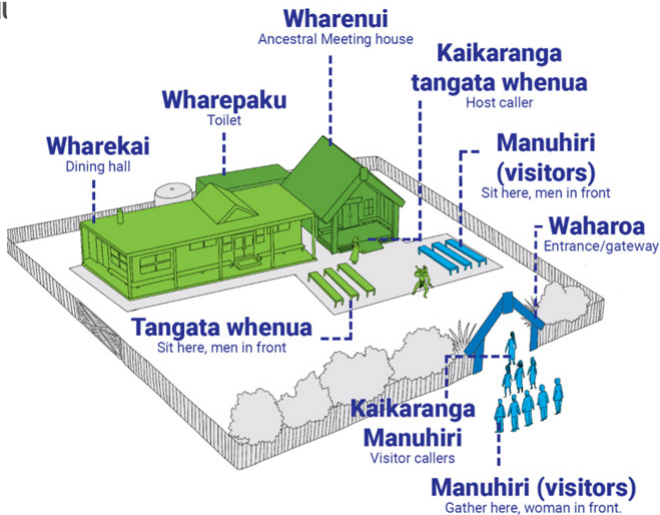 Wharenui
Ancestral Meeting house
Kaikaranga
tangata whenua
Host caller
Wharepaku
Toilet
Manuhiri
(visitors)
Sit here, men in front
Wharekai
Dining hall
Waharoa
Entrance/gateway
Tangata whenua
Sit here, men in front
Kaikaranga
Manuhiri
Visitor callers
Manuhiri (visitors)
Gather here, woman in front.